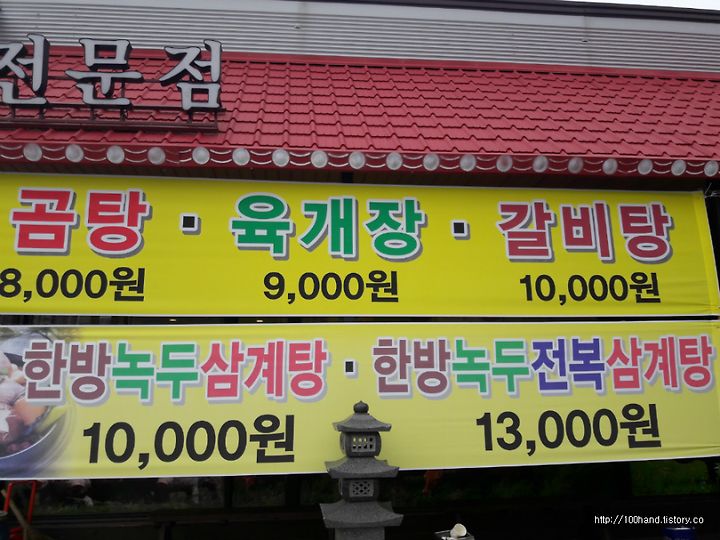 전문점
곰탕 · 육개장 · 갈비탕
8,000원 9,000원 10,000원
한방녹두삼계탕 · 한방녹두전복삼계탕
10,000원 13,000원
http://100hand.tistory.co